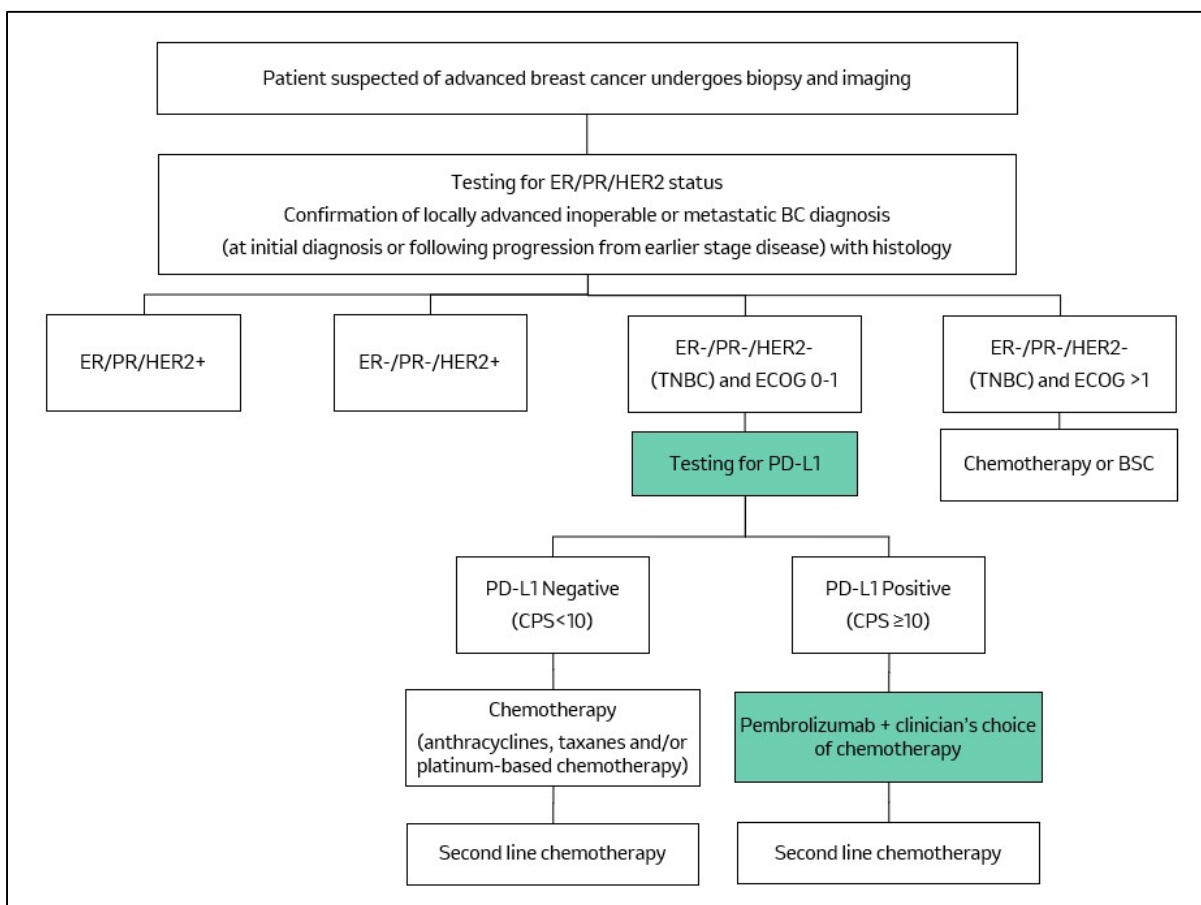 Patient suspected of advanced breast cancer undergoes biopsy and imaging
Testing for ER/PR/HER2 status
Confirmation of locally advanced inoperable or metastatic BC diagnosis
(at initial diagnosis or following progression from earlier stage disease) with histology
ER/PR/HER2+
ER-/PR-/HER2+
ER-/PR-/HER2-
(TNBC) and ECOG 0-1
ER-/PR-/HER2-
(TNBC) and ECOG >1
Testing for PD-L1
Chemotherapy or BSC
PD-L1 Negative
(CPS<10)
PD-L1 Positive
(CPS ≥10)
Chemotherapy
(anthracyclines, taxanes and/or
platinum-based chemotherapy)
Pembrolizumab + clinician's choice
of chemotherapy
Second line chemotherapy
Second line chemotherapy